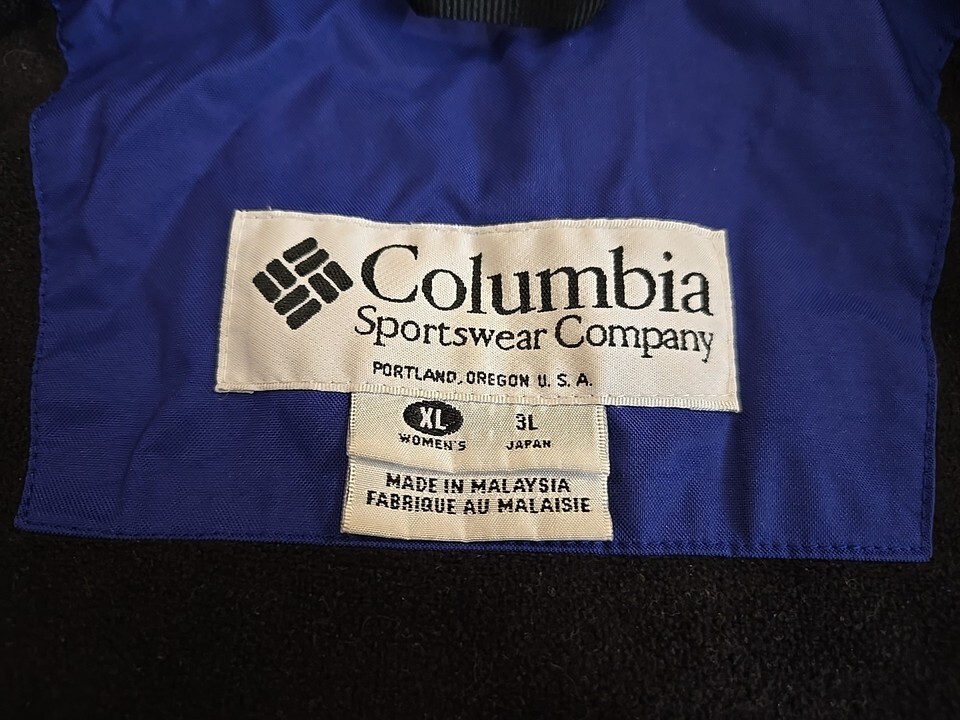 Columbia
Sportswear Company
PORTLAND, OREGON U. S. A.
XL 3L
WOMEN'S JAPAN
MADE IN MALAYSIA
FABRIQUE AU MALAISIE